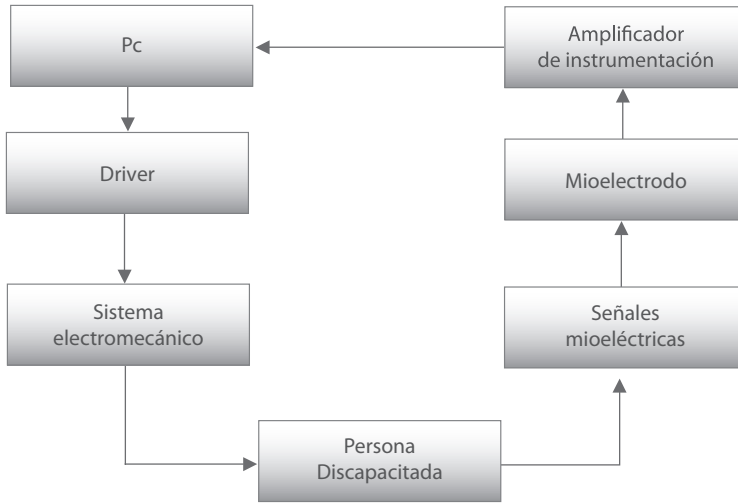 Pc
Amplificador
de instrumentación
Driver
Mioelectrodo
Sistema
electromecánico
Señales
mioeléctricas
Persona
Discapacitada